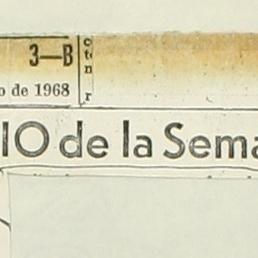 3—B
o de 1968
IO de la Sema